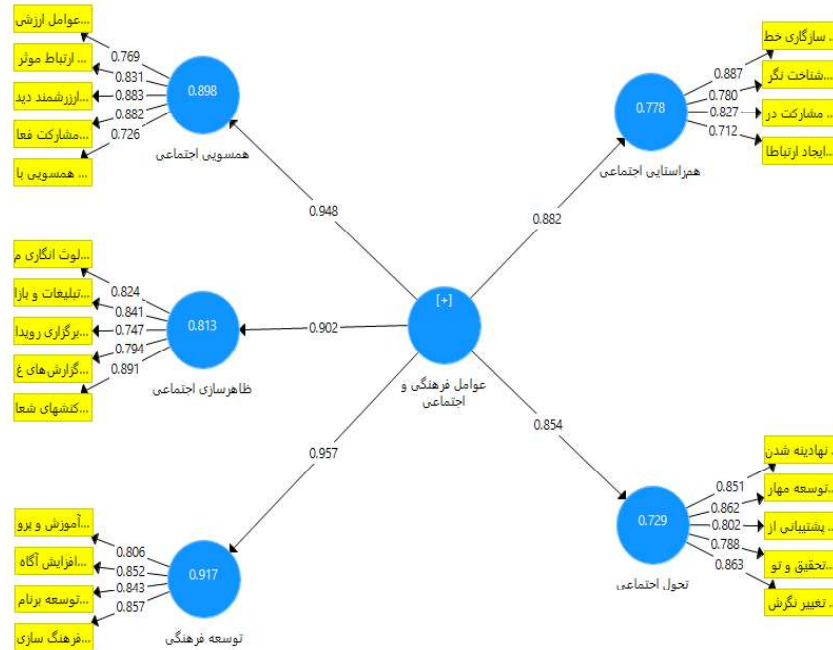 عوامل ارزشی...
ارتباط موثر ...
ارزرشمند دید...
مشارکت فعا...
همسویی با ...
0.769
0.831
0.883
0.882
0.726
0.898
همسویی اجتماعی
سازگاری خط ..
شناخت نگر...
مشارکت در ..
ایجاد ارتباطا...
0.887
0.780
0.827
0.712
0.778
هم‌راستایی اجتماعی
0.948
0.882
لوث انگاری م...
تبلیغات و بازا...
برگزاری رویدا...
گزارش‌های غ...
کنشهای شعا...
0.824
0.841
0.747
0.794
0.891
0.813
ظاهرسازی اجتماعی
0.902
[+]
عوامل فرهنگی و
اجتماعی
0.957
0.854
آموزش و پرو...
افزایش آگاه...
توسعه برنام...
فرهنگ سازی...
0.806
0.852
0.843
0.857
0.917
توسعه فرهنگی
نهادینه شدن ..
توسعه مهار...
پشتیبانی از ..
تحقیق و تو...
تغییر نگرش ..
0.851
0.862
0.802
0.788
0.863
0.729
تحول اجتماعی